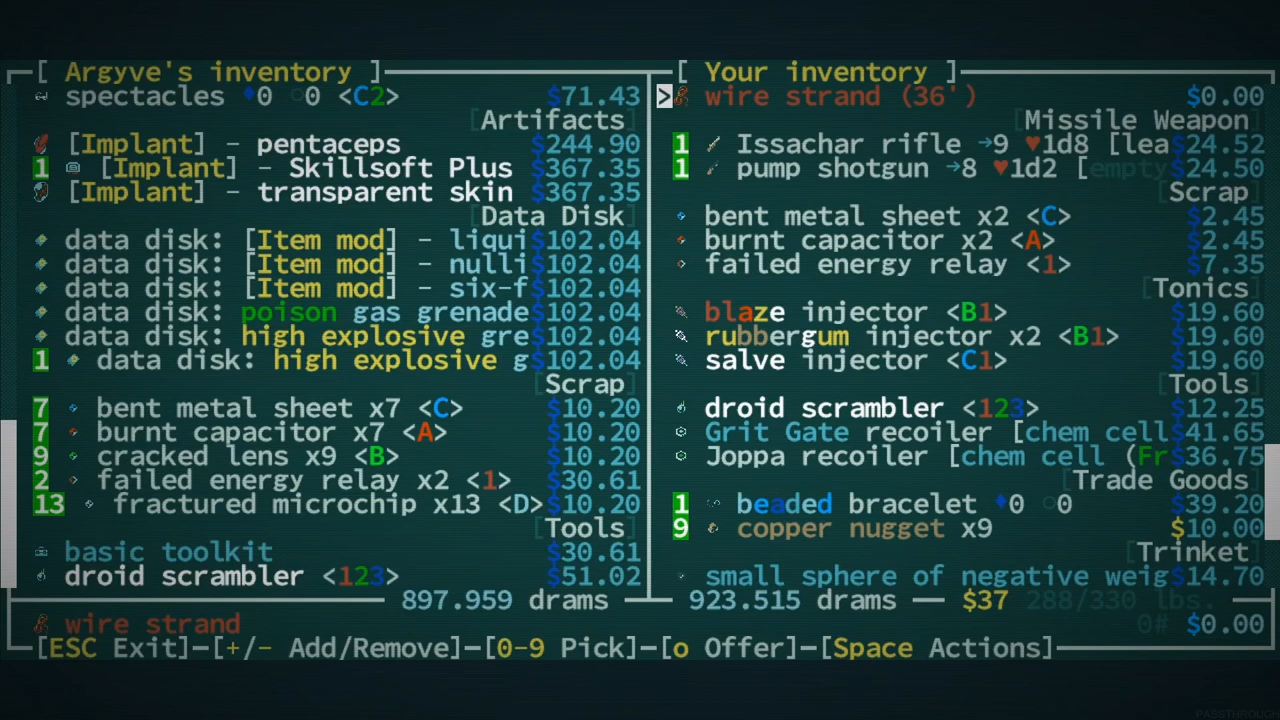 [ Argyve's inventory ]
spectacles ♦0 ○0 <C2> $71.43
[Artifacts]
[Implant] - pentaceps $244.90
1 [Implant] - Skillsoft Plus $367.35
[Implant] - transparent skin $367.35
[Data Disk]
data disk: [Item mod] - liqui $102.04
data disk: [Item mod] - nulli $102.04
data disk: [Item mod] - six-f $102.04
data disk: poison gas grenade $102.04
data disk: high explosive gre $102.04
1 data disk: high explosive g $102.04
[Scrap]
7 bent metal sheet x7 <C> $10.20
7 burnt capacitor x7 <A> $10.20
9 cracked lens x9 <B> $10.20
2 failed energy relay x2 <1> $30.61
13 fractured microchip x13 <D> $10.20
[Tools]
basic toolkit $30.61
droid scrambler <123> $51.02
897.959 drams
[ Your inventory ]
> wire strand (36') $0.00
[Missile Weapon]
1 Issachar rifle →9 ♥1d8 [lea $24.52
1 pump shotgun →8 ♥1d2 [empty $24.50
[Scrap]
bent metal sheet x2 <C> $2.45
burnt capacitor x2 <A> $2.45
failed energy relay <1> $7.35
[Tonics]
blaze injector <B1> $19.60
rubbergum injector x2 <B1> $19.60
salve injector <C1> $19.60
[Tools]
droid scrambler <123> $12.25
Grit Gate recoiler [chem cell $41.65
Joppa recoiler [chem cell (Fr $36.75
[Trade Goods]
1 beaded bracelet ♦0 ○0 $39.20
9 copper nugget x9 $10.00
[Trinket]
small sphere of negative weig $14.70
923.515 drams $37 288/330 lbs.
wire strand 0# $0.00
[ESC Exit]-[+/- Add/Remove]-[0-9 Pick]-[o Offer]-[Space Actions]
PASSTHROUGH